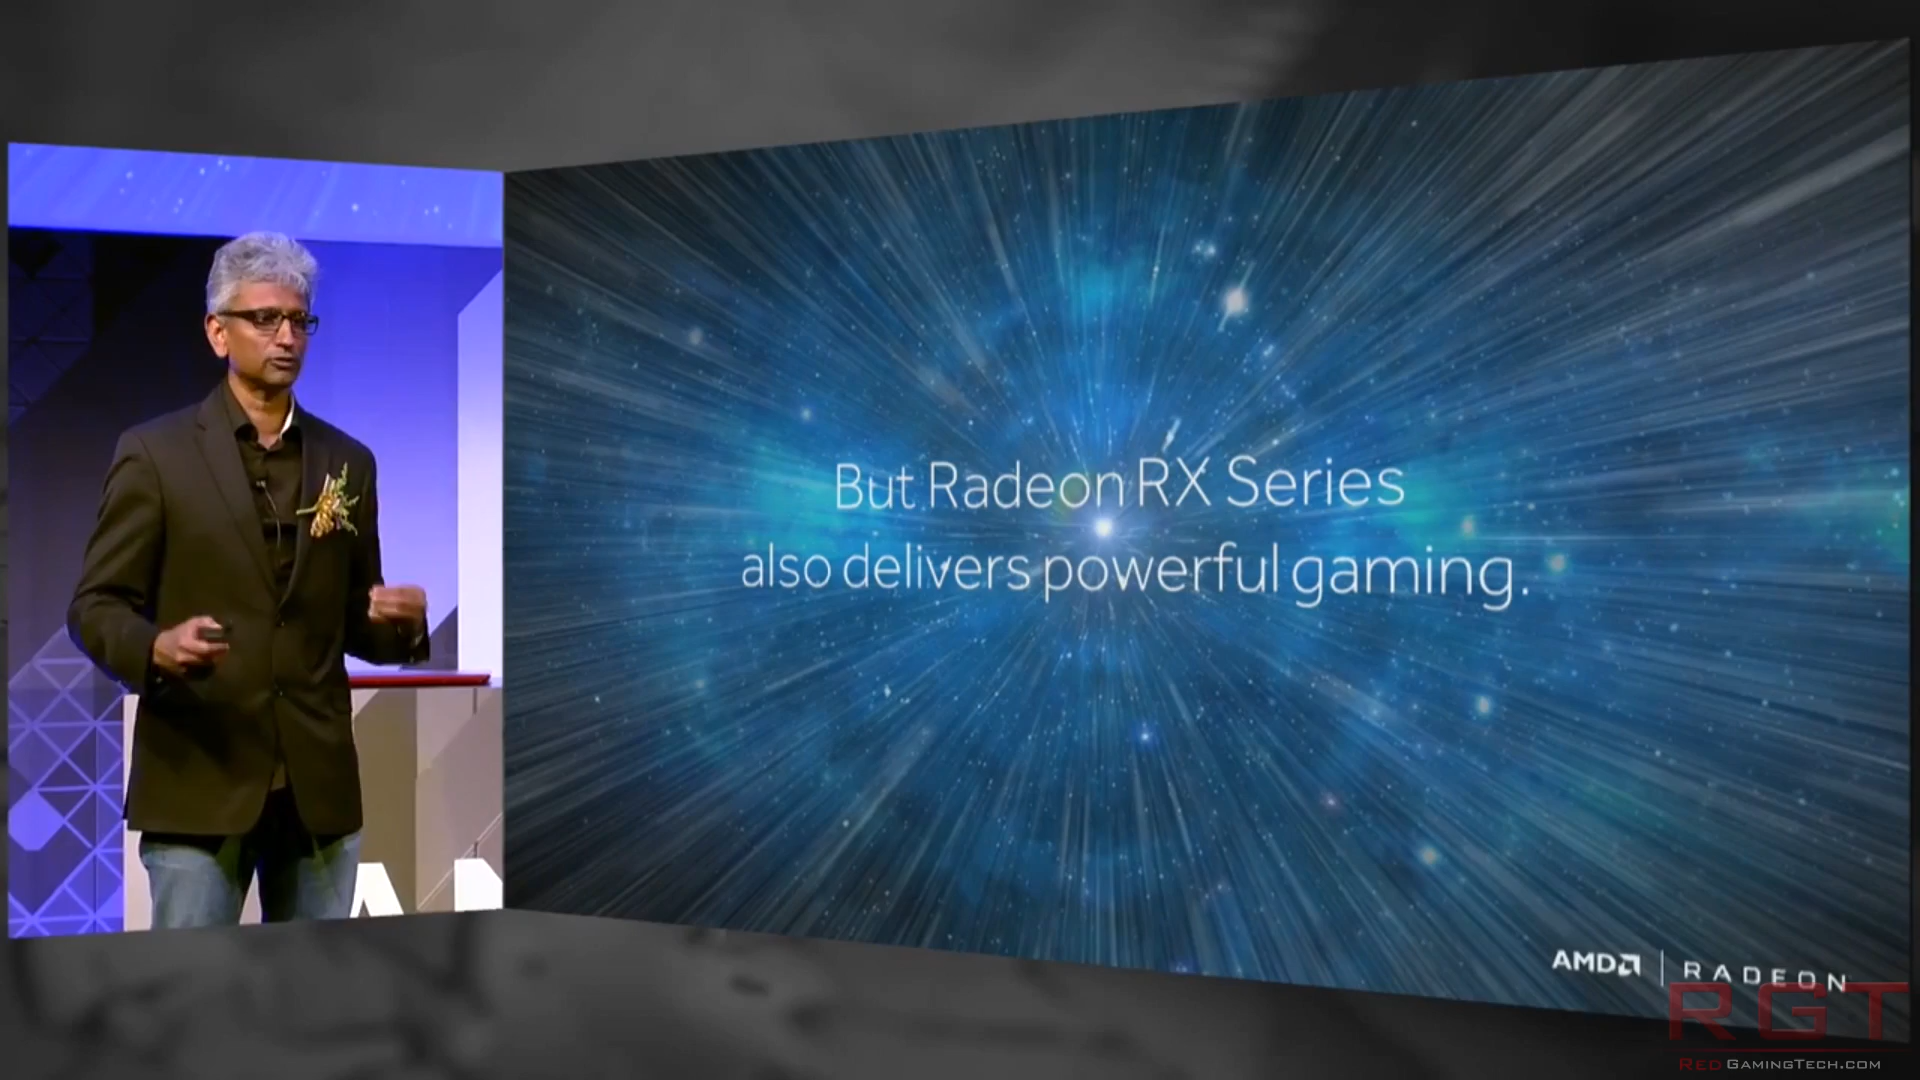 But Radeon RX Series
also delivers powerful gaming.
AMD | RADEON
RGT
REDGAMINGTECH.COM